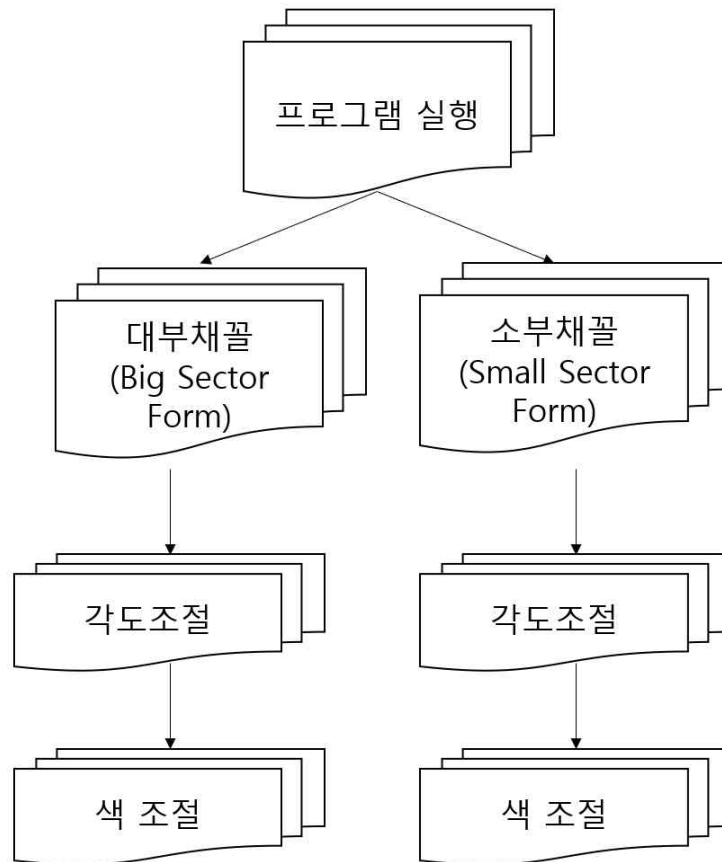 프로그램 실행
대부채꼴
(Big Sector
Form)
소부채꼴
(Small Sector
Form)
각도조절
각도조절
색 조절
색 조절